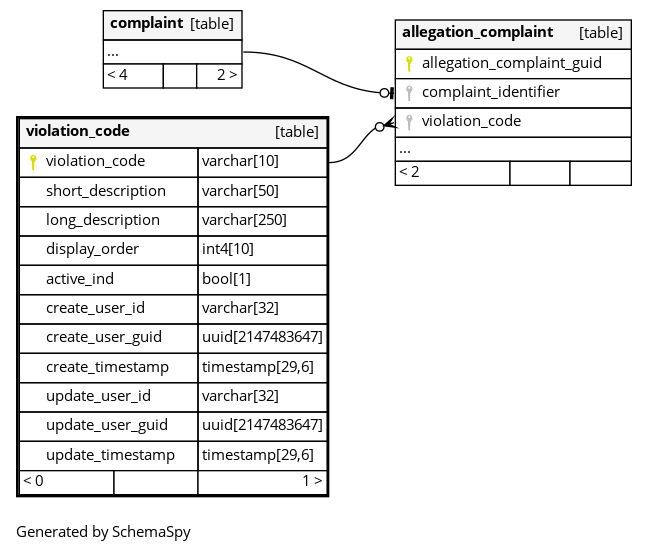 complaint [table]
...
< 4 2 >
allegation_complaint [table]
allegation_complaint_guid
complaint_identifier
violation_code
...
< 2
violation_code [table]
violation_code varchar[10]
short_description varchar[50]
long_description varchar[250]
display_order int4[10]
active_ind bool[1]
create_user_id varchar[32]
create_user_guid uuid[2147483647]
create_timestamp timestamp[29,6]
update_user_id varchar[32]
update_user_guid uuid[2147483647]
update_timestamp timestamp[29,6]
< 0 1 >
Generated by SchemaSpy